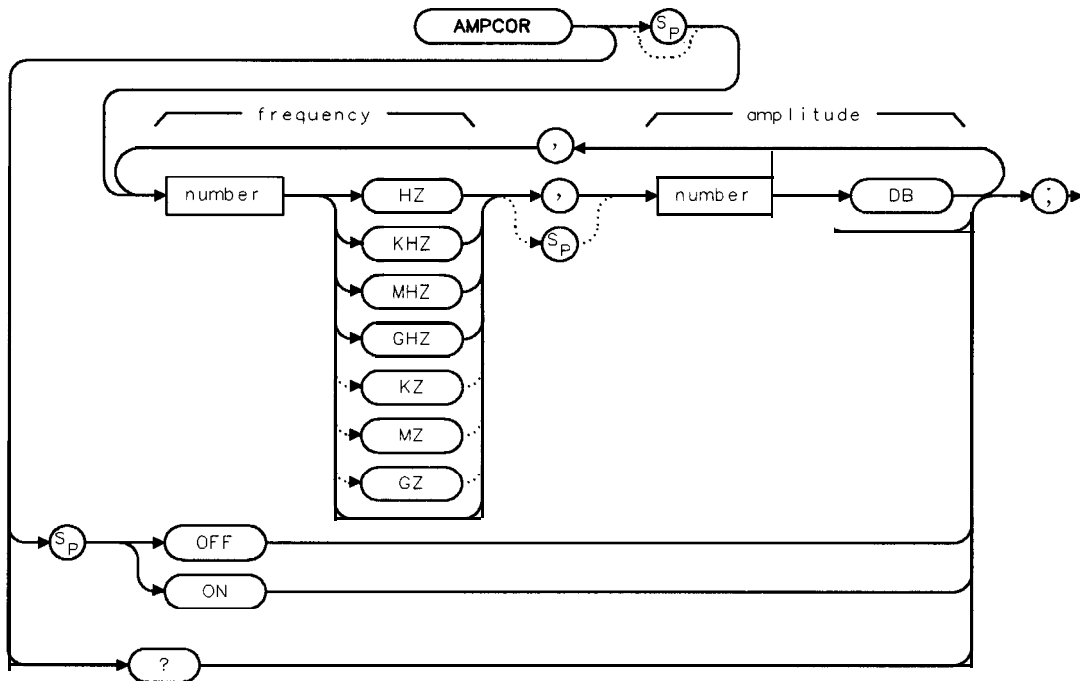 AMPCOR SP
frequency amplitude
,
number HZ , number DB ;
KHZ SP
MHZ
GHZ
KZ
MZ
GZ
SP OFF
ON
?